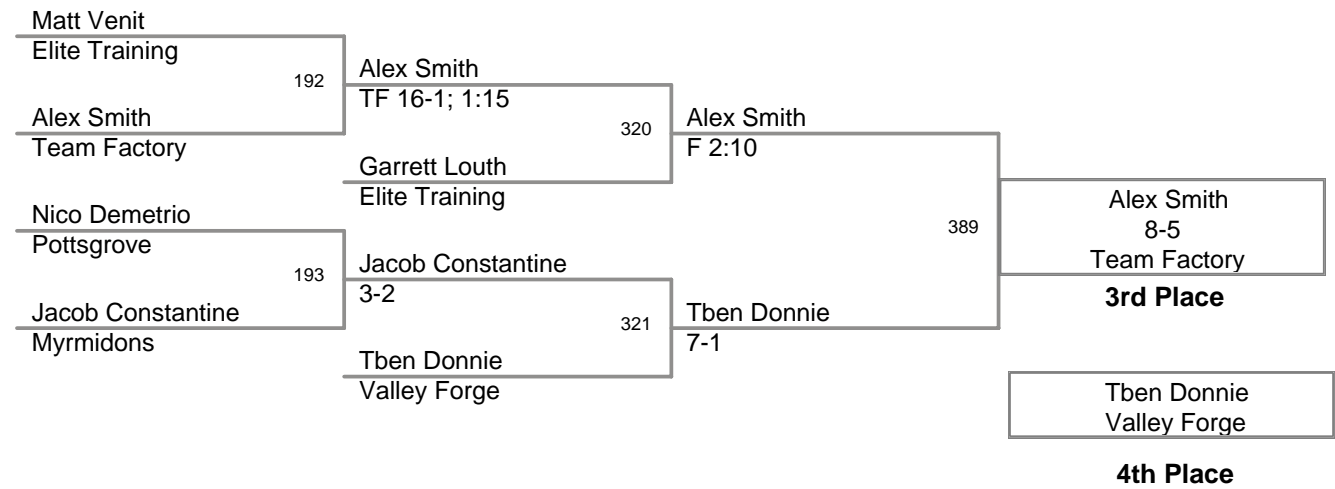 Matt Venit
Elite Training
192
Alex Smith
TF 16-1; 1:15
Alex Smith
Team Factory
320
Alex Smith
F 2:10
Garrett Louth
Elite Training
Nico Demetrio
Pottsgrove
389
Alex Smith
8-5
Team Factory
3rd Place
193
Jacob Constantine
3-2
Jacob Constantine
Myrmidons
321
Tben Donnie
7-1
Tben Donnie
Valley Forge
Tben Donnie
Valley Forge
4th Place